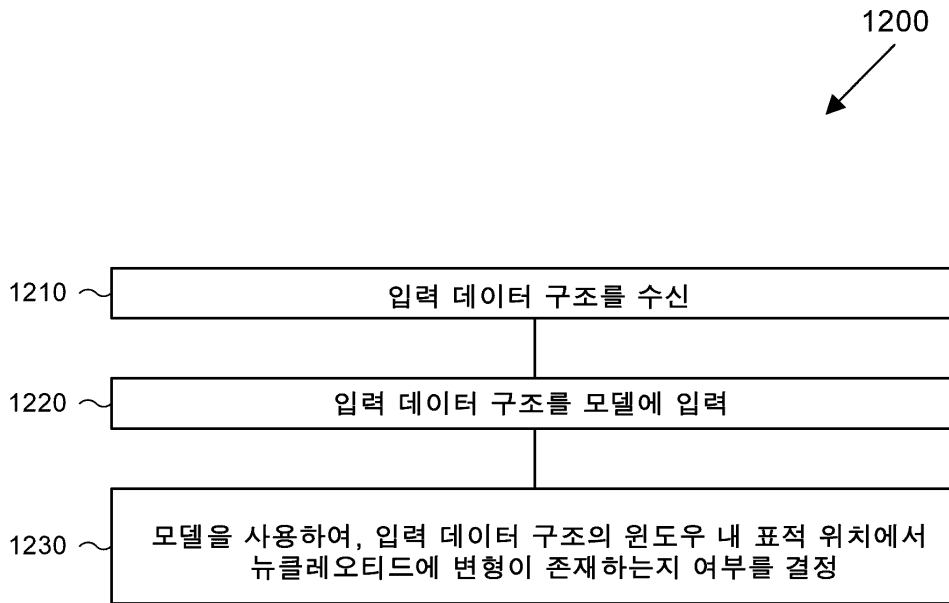 1200
1210
입력 데이터 구조를 수신
1220
입력 데이터 구조를 모델에 입력
1230
모델을 사용하여, 입력 데이터 구조의 윈도우 내 표적 위치에서
뉴클레오티드에 변형이 존재하는지 여부를 결정